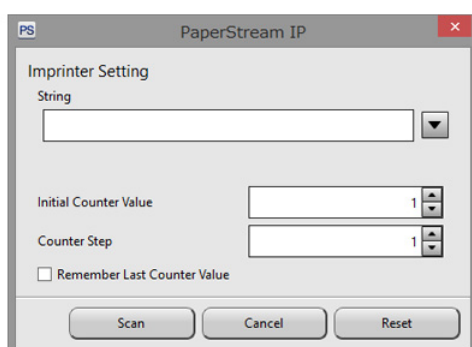 PS PaperStream IP
Imprinter Setting
String
Initial Counter Value 1
Counter Step 1
Remember Last Counter Value
Scan Cancel Reset